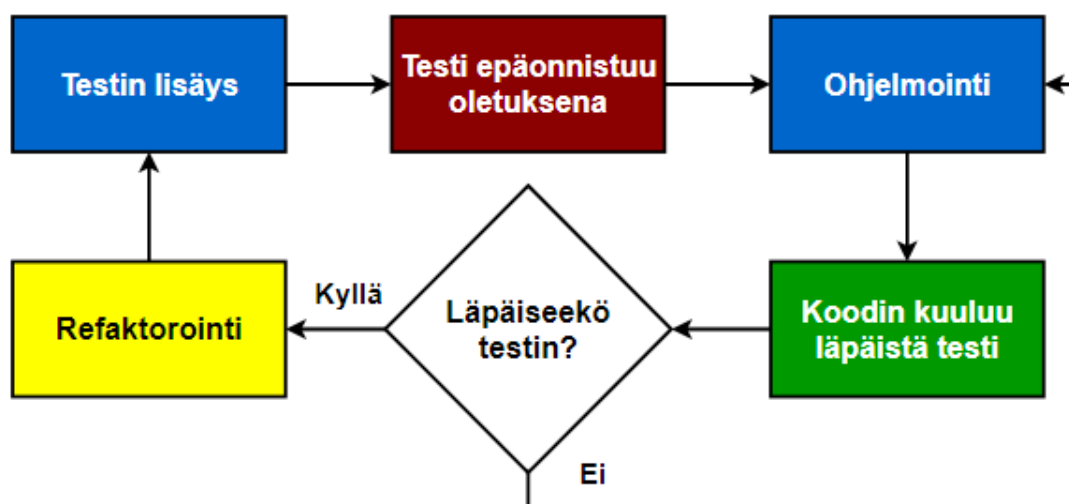 Testin lisäys
Testi epäonnistuu
oletuksena
Ohjelmointi
Kyllä
Refaktorointi
Läpäiseekö
testin?
Koodin kuuluu
läpäistä testi
Ei